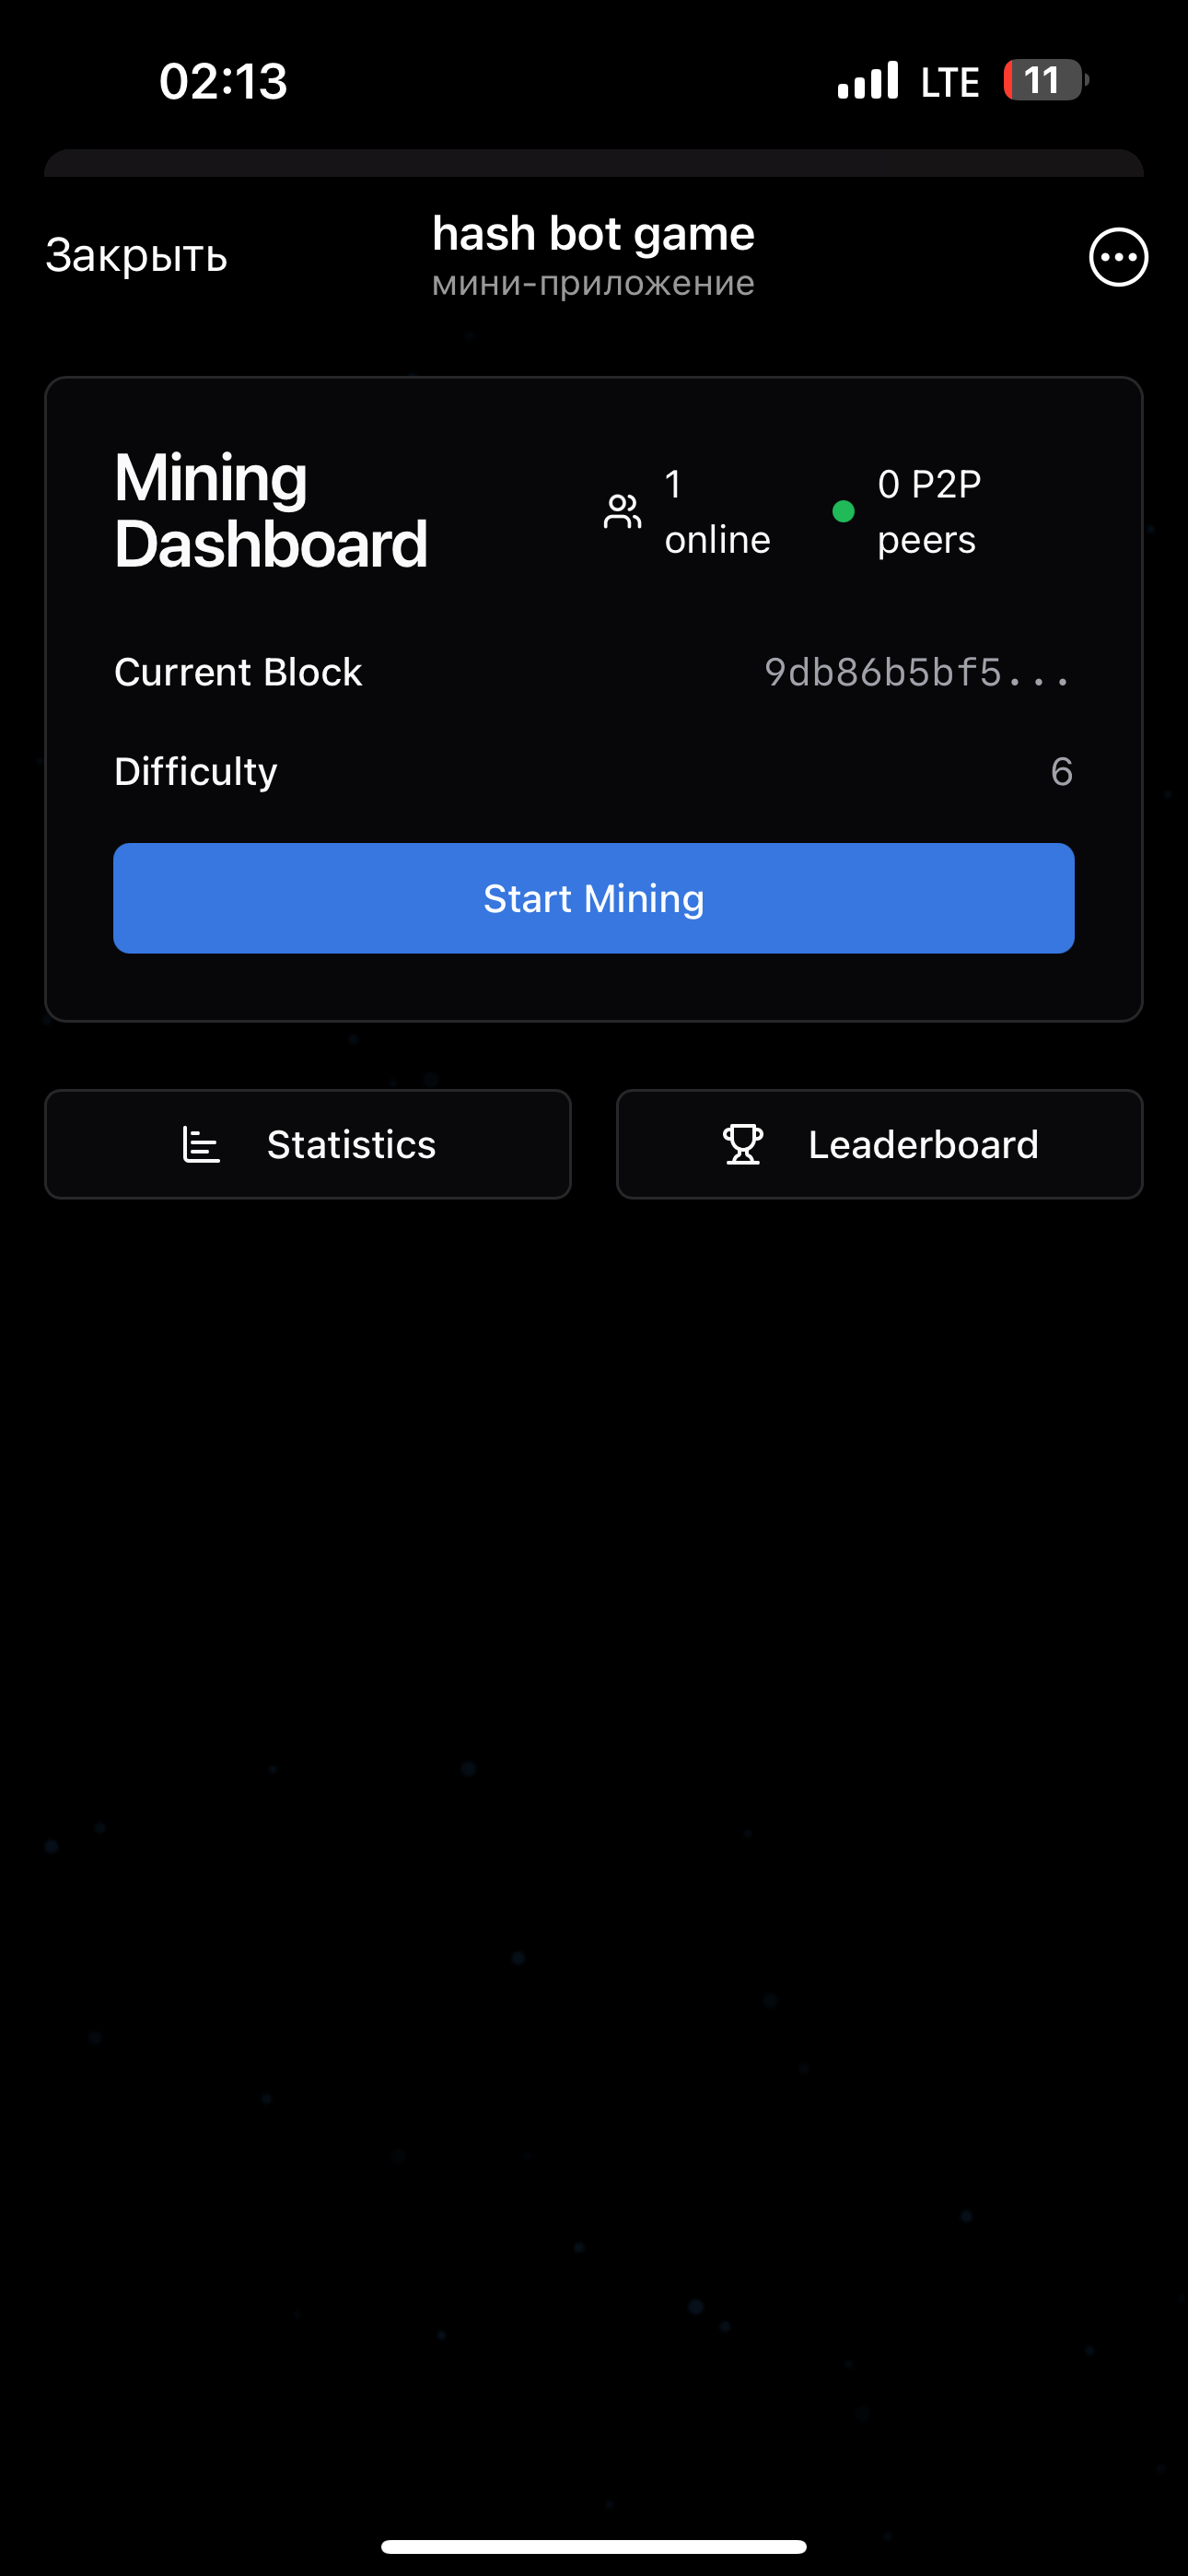 02:13
LTE
11
Закрыть
hash bot game
мини-приложение
Mining
Dashboard
1
online
0 P2P
peers
Current Block
9db86b5bf5...
Difficulty
6
Start Mining
Statistics
Leaderboard